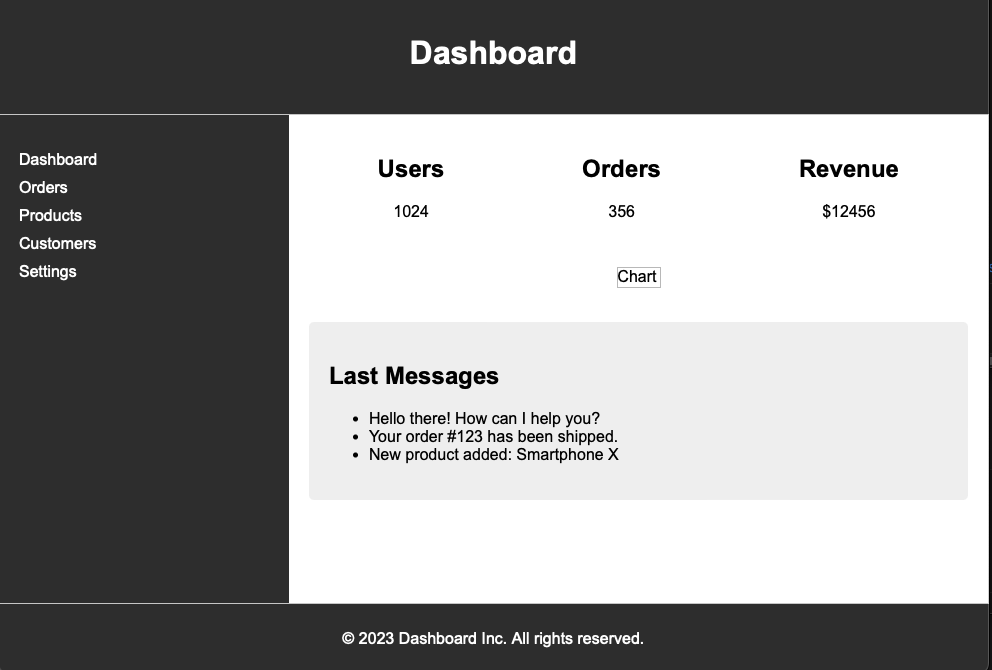 Dashboard
Dashboard
Orders
Products
Customers
Settings
Users
1024
Orders
356
Revenue
$12456
Chart
Last Messages
• Hello there! How can I help you?
• Your order #123 has been shipped.
• New product added: Smartphone X
© 2023 Dashboard Inc. All rights reserved.